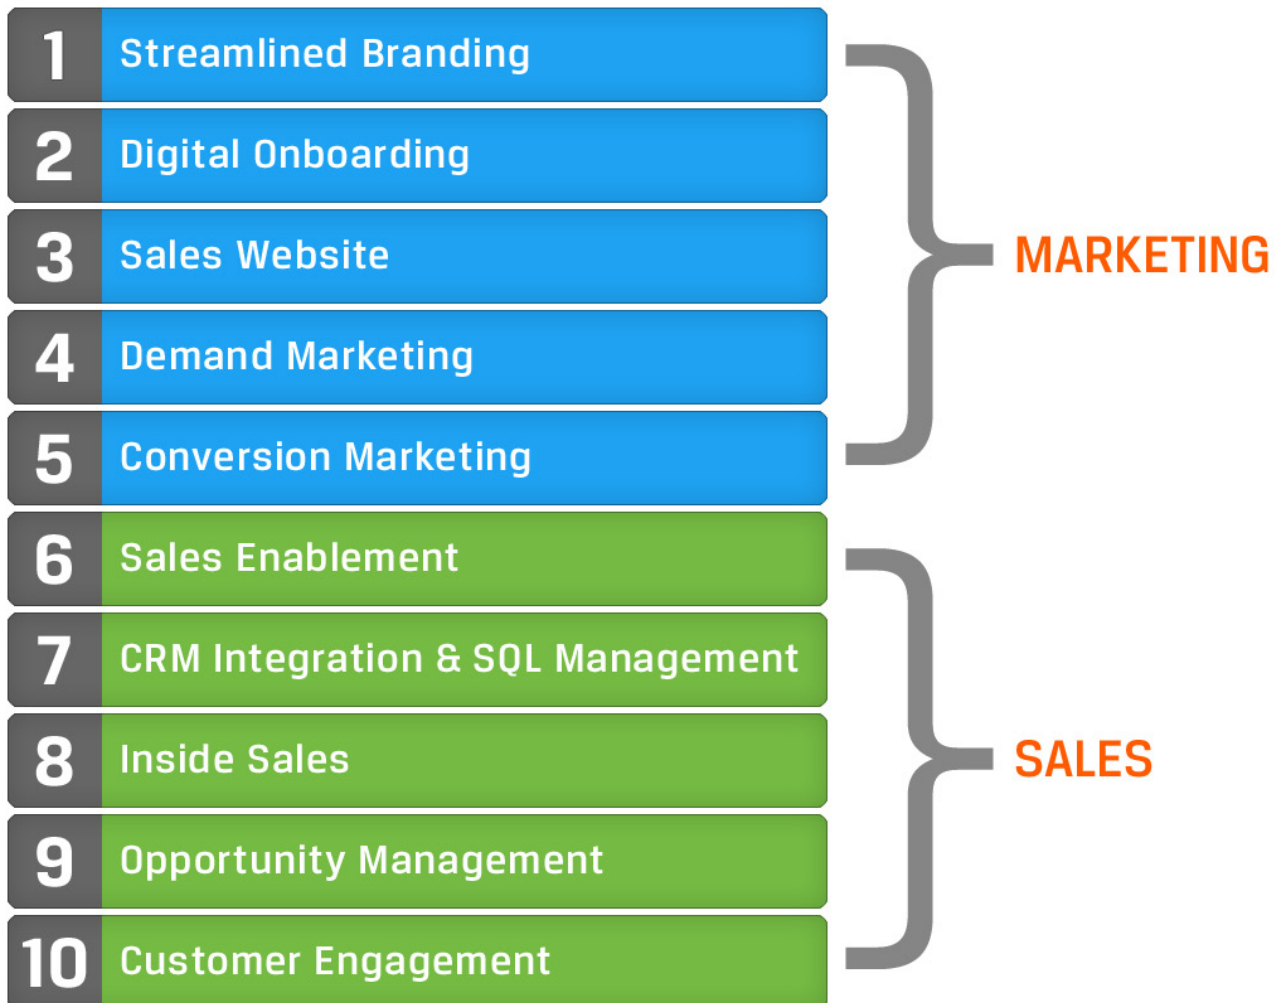 1 Streamlined Branding
2 Digital Onboarding
3 Sales Website
4 Demand Marketing
5 Conversion Marketing
MARKETING
6 Sales Enablement
7 CRM Integration & SQL Management
8 Inside Sales
9 Opportunity Management
10 Customer Engagement
SALES